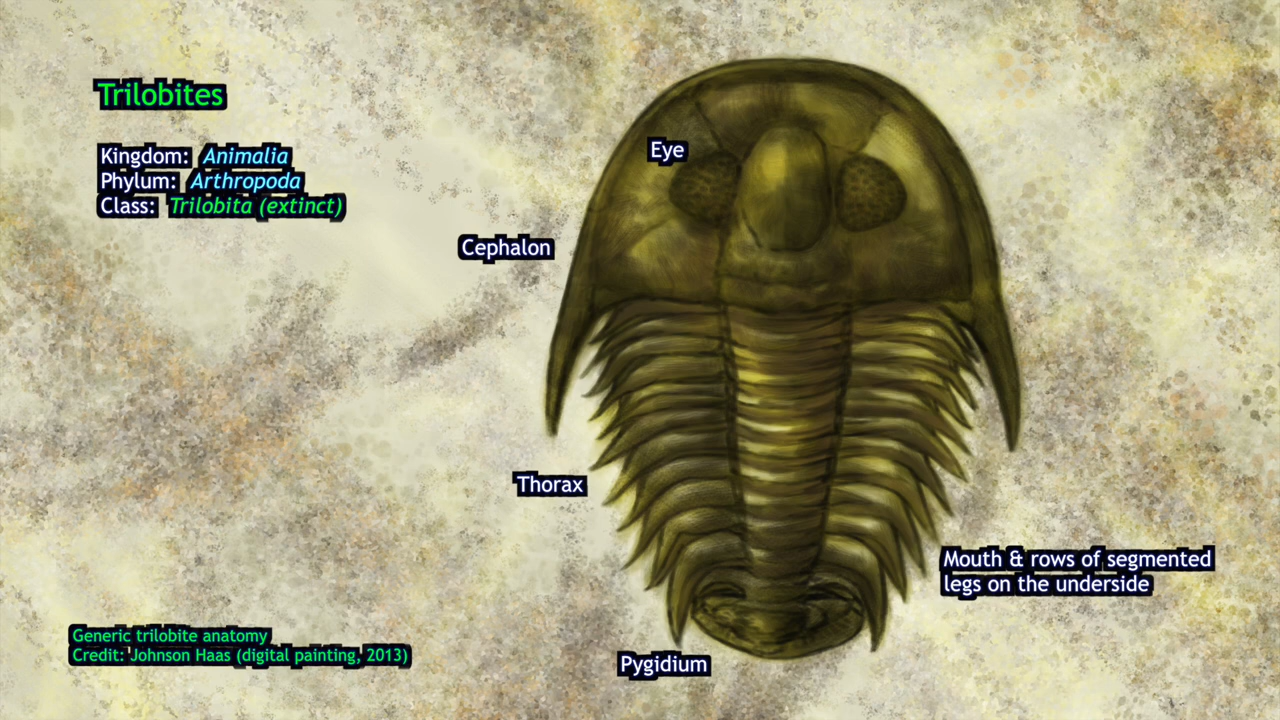 Trilobites
Kingdom: Animalia
Phylum: Arthropoda
Class: Trilobita (extinct)
Eye
Cephalon
Thorax
Mouth & rows of segmented
legs on the underside
Pygidium
Generic trilobite anatomy
Credit: Johnson Haas (digital painting, 2013)